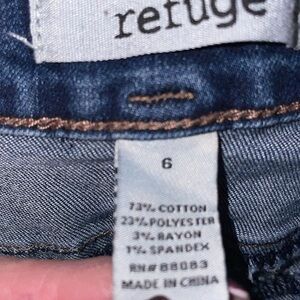 refuge
6
73% COTTON
23% POLYESTER
3% RAYON
1% SPANDEX
RN# 88083
MADE IN CHINA